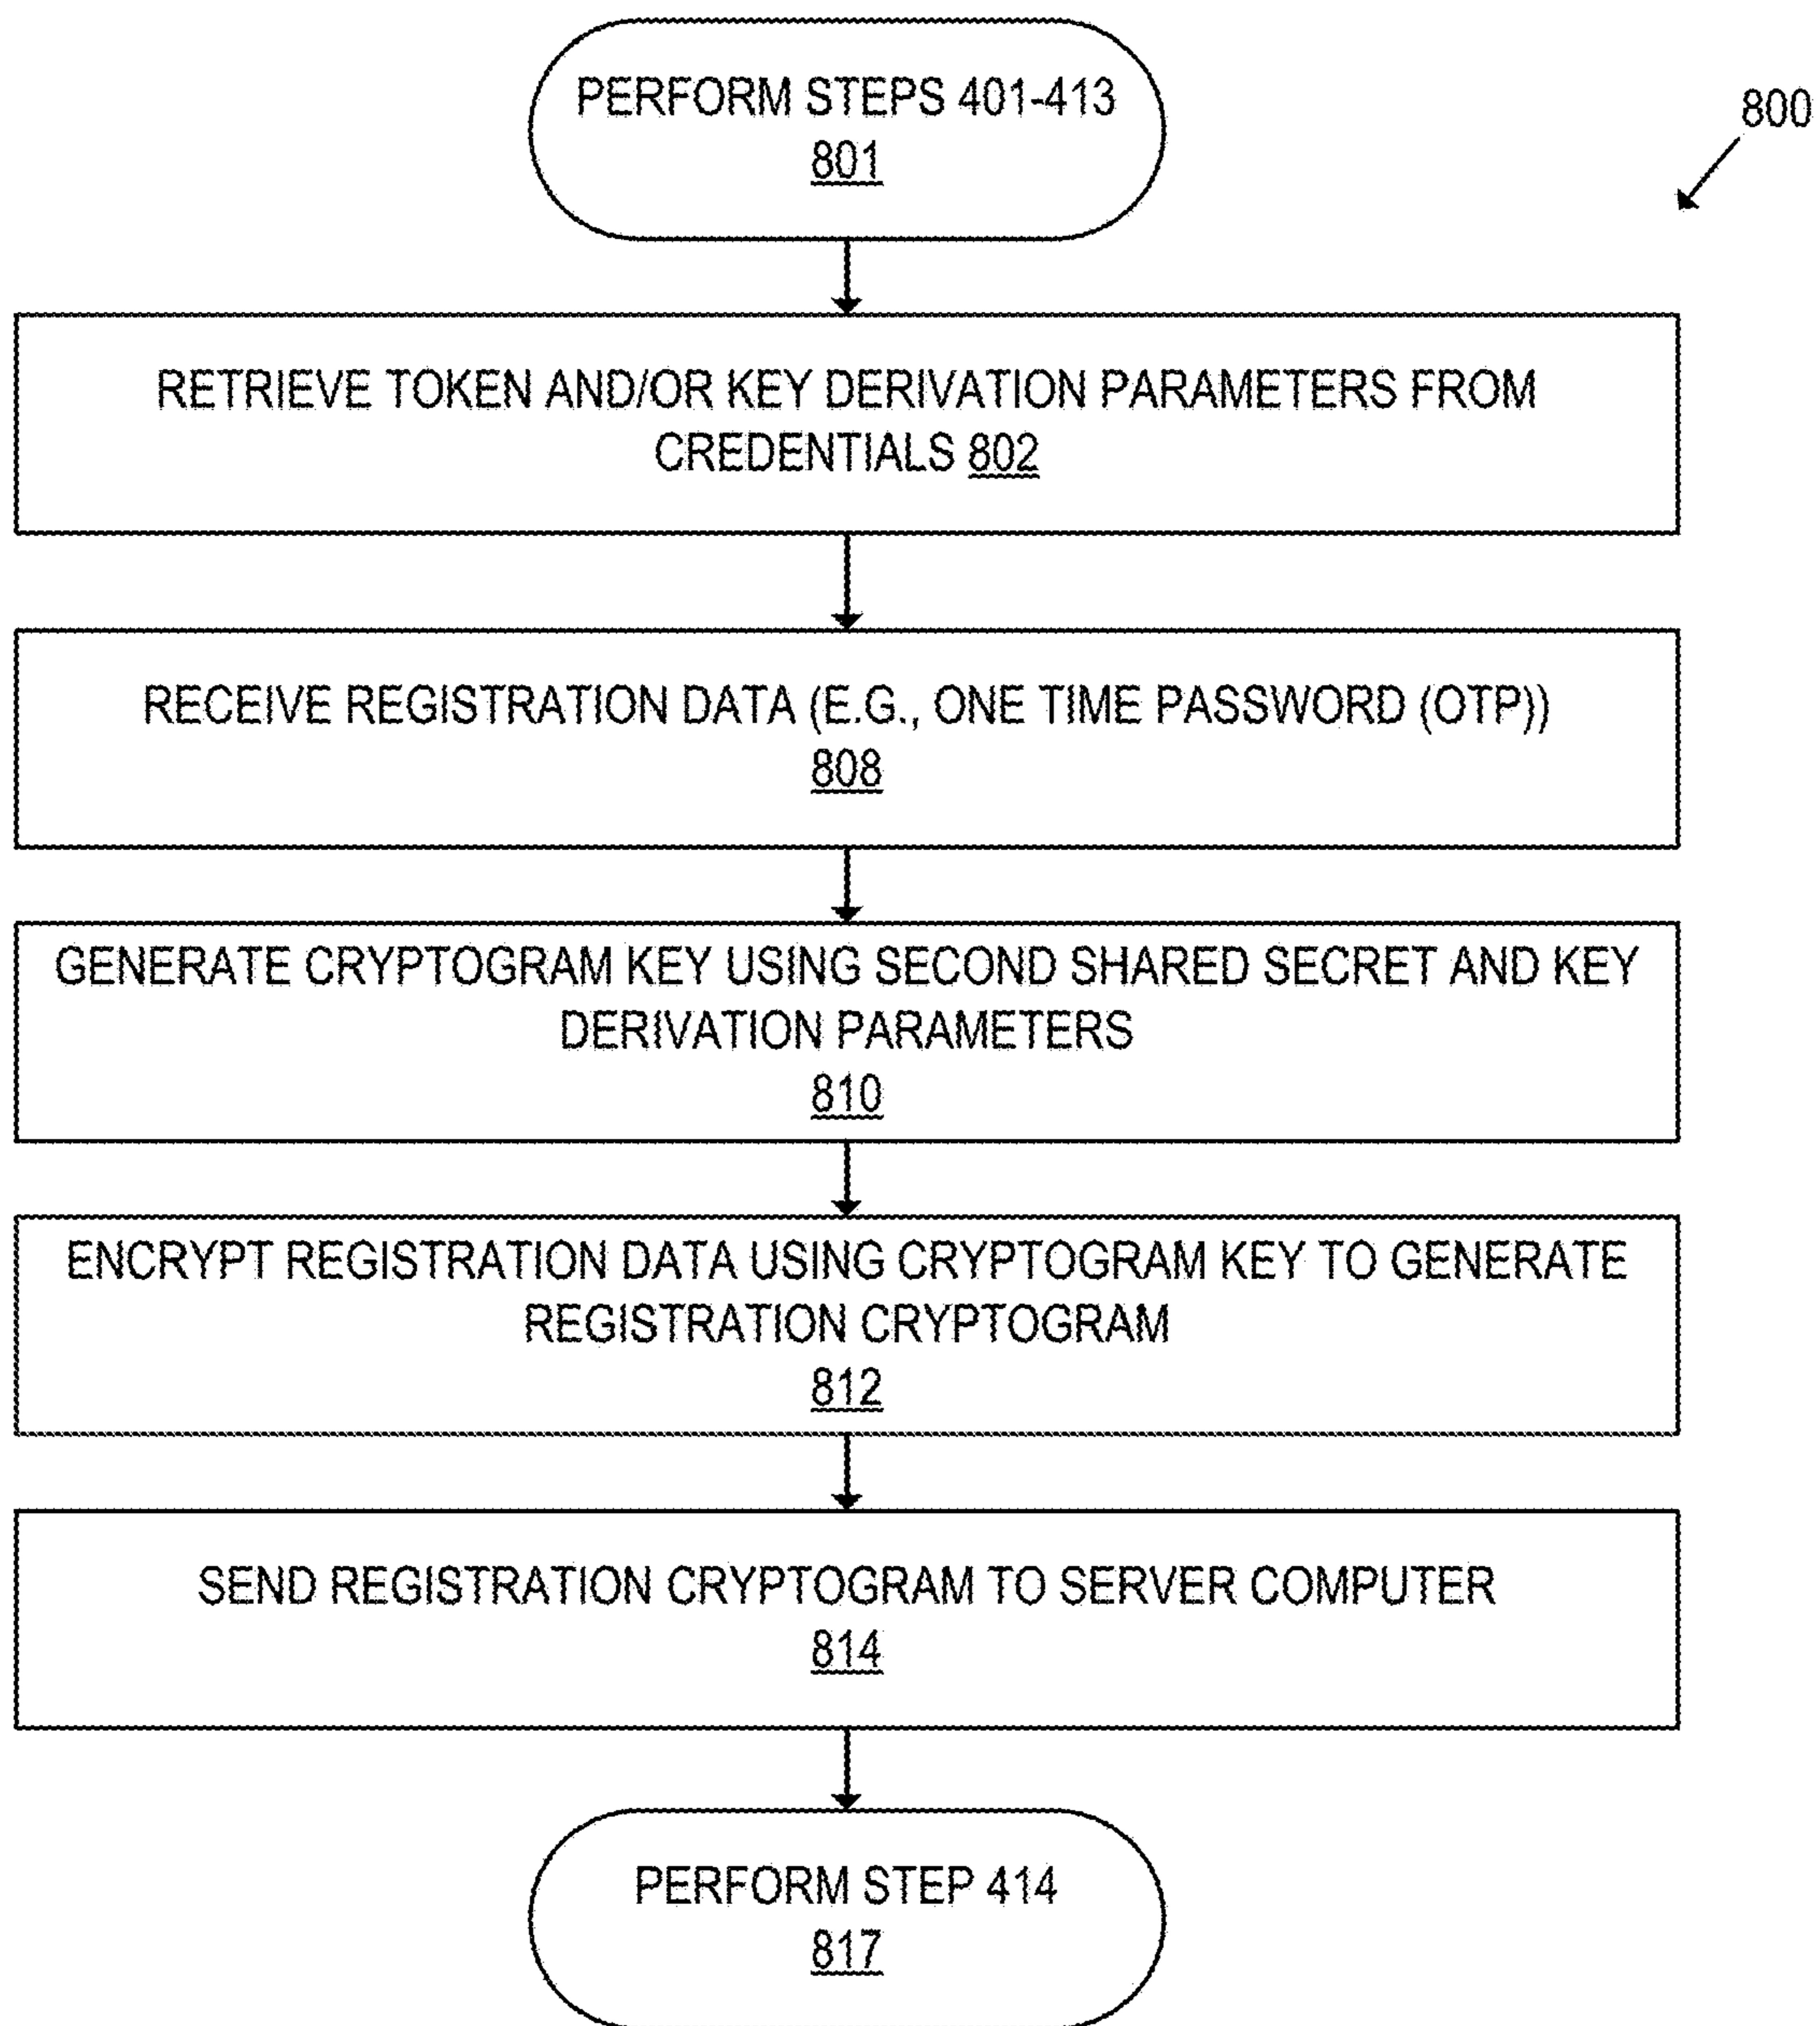 PERFORM STEPS 401-413
801
800
RETRIEVE TOKEN AND/OR KEY DERIVATION PARAMETERS FROM
CREDENTIALS 802
RECEIVE REGISTRATION DATA (E.G., ONE TIME PASSWORD (OTP))
808
GENERATE CRYPTOGRAM KEY USING SECOND SHARED SECRET AND KEY
DERIVATION PARAMETERS
810
ENCRYPT REGISTRATION DATA USING CRYPTOGRAM KEY TO GENERATE
REGISTRATION CRYPTOGRAM
812
SEND REGISTRATION CRYPTOGRAM TO SERVER COMPUTER
814
PERFORM STEP 414
817